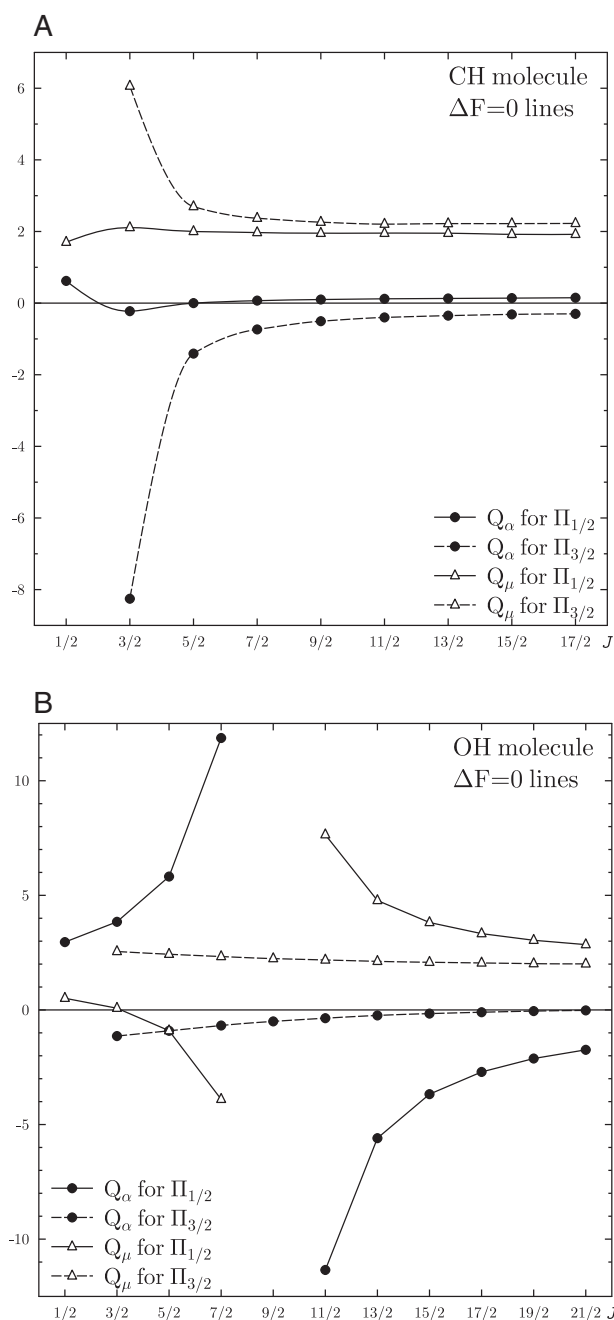 A
CH molecule
ΔF=0 lines
6
4
2
0
-2
-4
-6
-8
Qα for Π1/2
Qα for Π3/2
Qμ for Π1/2
Qμ for Π3/2
1/2 3/2 5/2 7/2 9/2 11/2 13/2 15/2 17/2 J
B
OH molecule
ΔF=0 lines
10
5
0
-5
-10
Qα for Π1/2
Qα for Π3/2
Qμ for Π1/2
Qμ for Π3/2
1/2 3/2 5/2 7/2 9/2 11/2 13/2 15/2 17/2 19/2 21/2 J